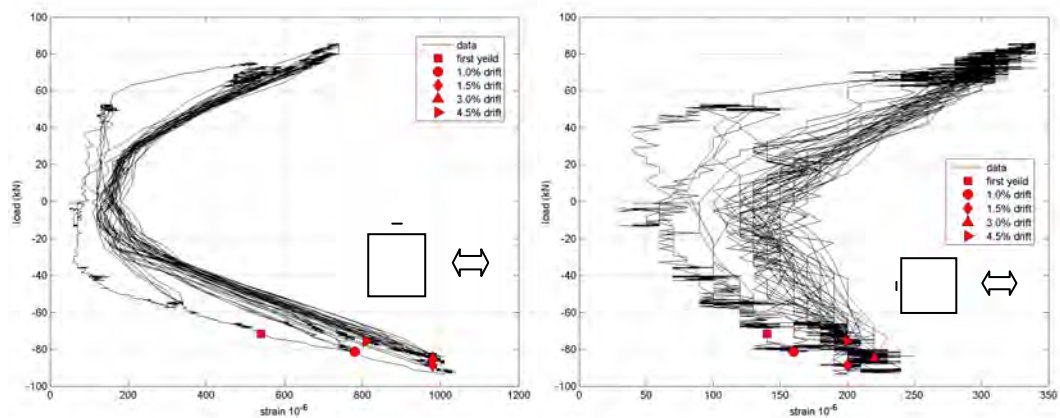 100
80
60
40
20
0
-20
-40
-60
-80
-100
load (kN)
0 200 400 600 800 1000 1200
strain 10-6
data
first yeild
1.0% drift
1.5% drift
3.0% drift
4.5% drift
100
80
60
40
20
0
-20
-40
-60
-80
-100
load (kN)
0 50 100 150 200 250 300 350
strain 10-6
data
first yeild
1.0% drift
1.5% drift
3.0% drift
4.5% drift